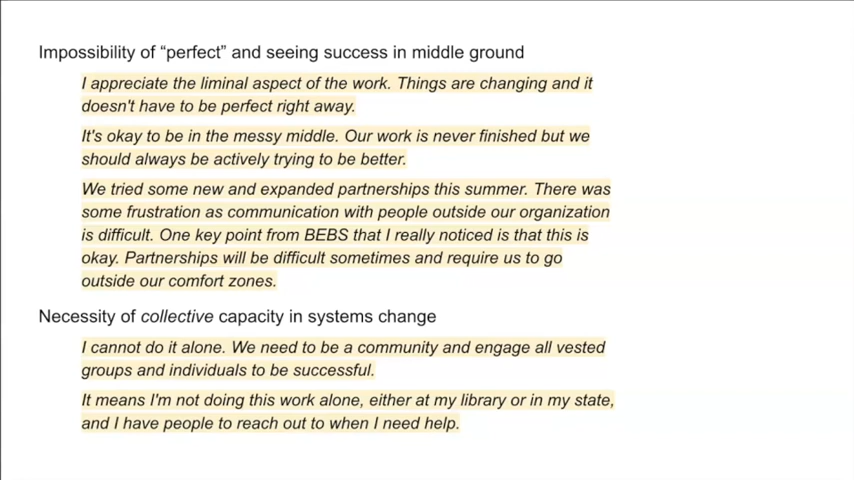 Impossibility of “perfect” and seeing success in middle ground
I appreciate the liminal aspect of the work. Things are changing and it
doesn't have to be perfect right away.
It's okay to be in the messy middle. Our work is never finished but we
should always be actively trying to be better.
We tried some new and expanded partnerships this summer. There was
some frustration as communication with people outside our organization
is difficult. One key point from BEBS that I really noticed is that this is
okay. Partnerships will be difficult sometimes and require us to go
outside our comfort zones.
Necessity of collective capacity in systems change
I cannot do it alone. We need to be a community and engage all vested
groups and individuals to be successful.
It means I'm not doing this work alone, either at my library or in my state,
and I have people to reach out to when I need help.